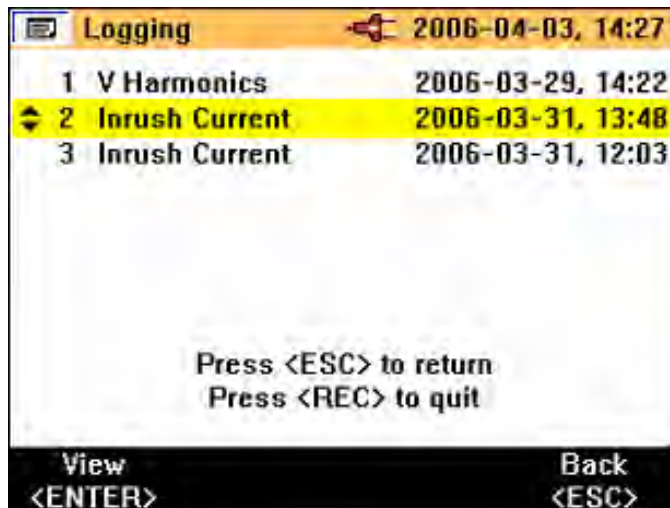 Logging 2006-04-03, 14:27
1 V Harmonics 2006-03-29, 14:22
2 Inrush Current 2006-03-31, 13:48
3 Inrush Current 2006-03-31, 12:03
Press <ESC> to return
Press <REC> to quit
View Back
<ENTER> <ESC>